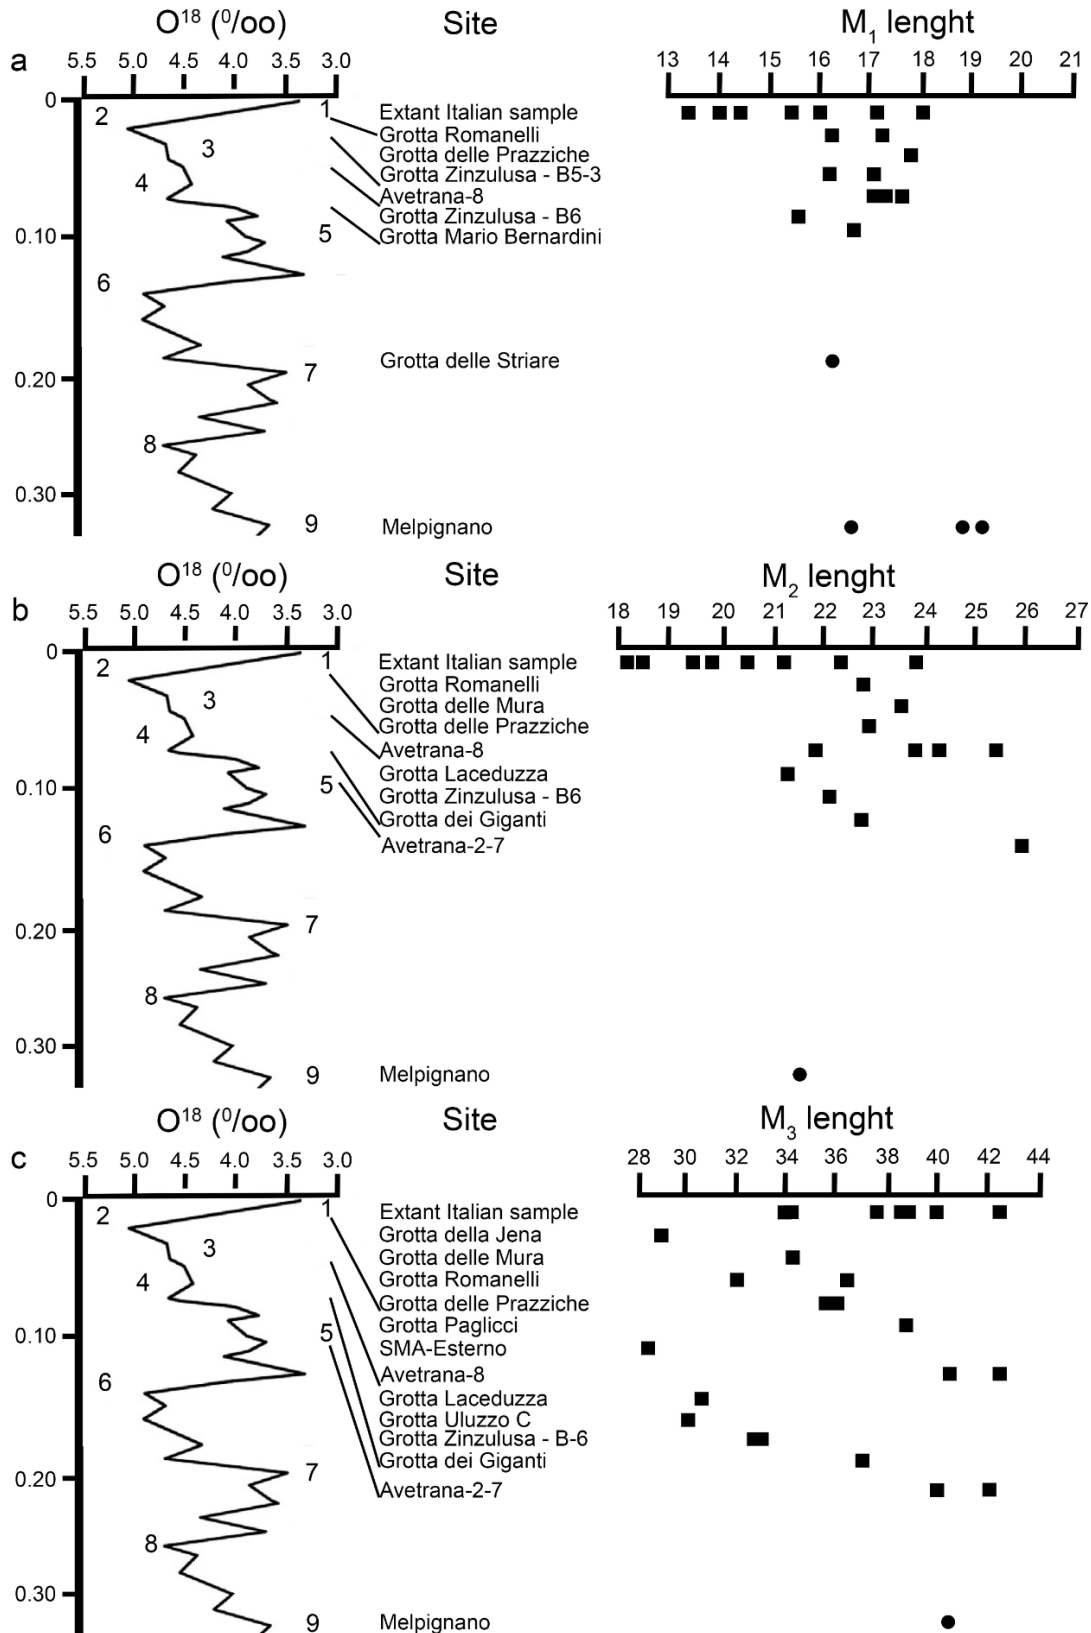 O18 (0/oo) Site M1 lenght
a 5.5 5.0 4.5 4.0 3.5 3.0 13 14 15 16 17 18 19 20 21
0 2 1 Extant Italian sample
Grotta Romanelli
3 Grotta delle Prazziche
4 Grotta Zinzulusa - B5-3
Avetrana-8
Grotta Zinzulusa - B6
0.10 5 Grotta Mario Bernardini
6
Grotta delle Striare
0.20 7
8
0.30
9 Melpignano
O18 (0/oo) Site M2 lenght
b 5.5 5.0 4.5 4.0 3.5 3.0 18 19 20 21 22 23 24 25 26 27
0 2 1 Extant Italian sample
Grotta Romanelli
3 Grotta delle Mura
Grotta delle Prazziche
4 Avetrana-8
Grotta Laceduzza
0.10 5 Grotta Zinzulusa - B6
Grotta dei Giganti
6 Avetrana-2-7
0.20 7
8
0.30
9 Melpignano
O18 (0/oo) Site M3 lenght
c 5.5 5.0 4.5 4.0 3.5 3.0 28 30 32 34 36 38 40 42 44
0 2 1 Extant Italian sample
Grotta della Jena
3 Grotta delle Mura
4 Grotta Romanelli
Grotta delle Prazziche
Grotta Paglicci
0.10 5 SMA-Esterno
6 Avetrana-8
Grotta Laceduzza
Grotta Uluzzo C
Grotta Zinzulusa - B-6
Grotta dei Giganti
0.20 7 Avetrana-2-7
8
0.30
9 Melpignano